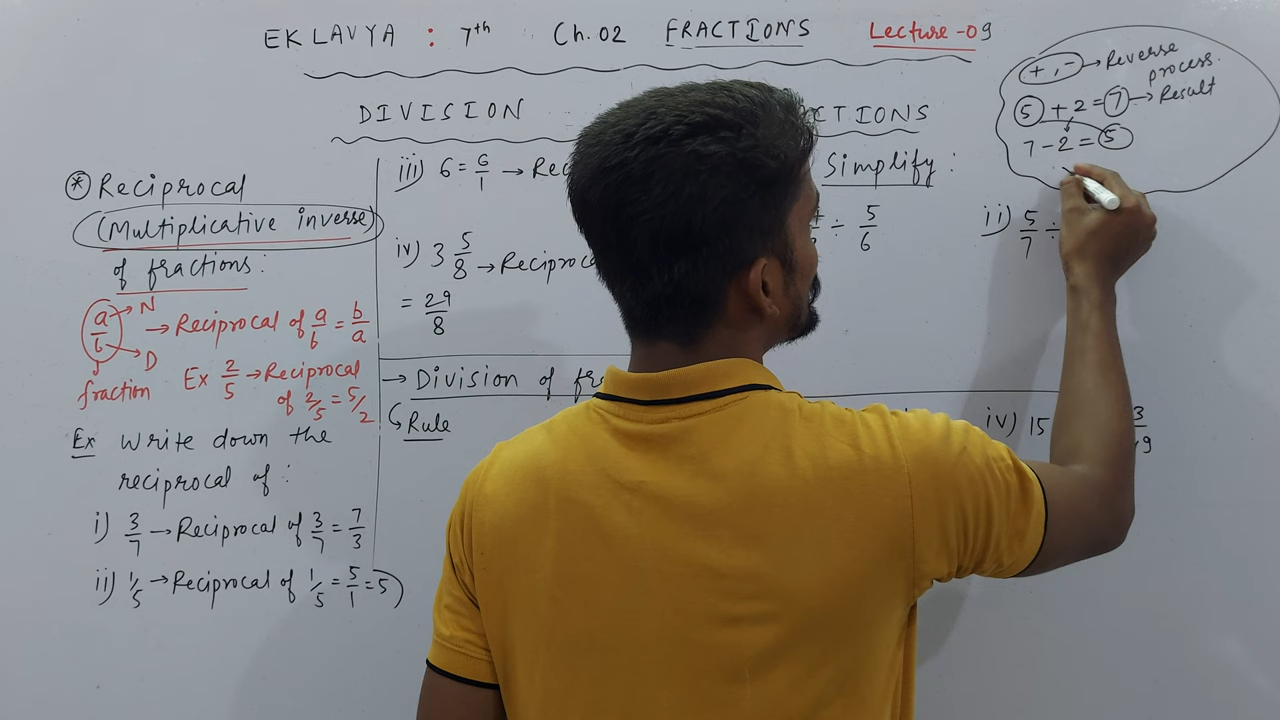 EKLAVYA : 7th Ch. 02 FRACTIONS Lecture-09
DIVISION CTIONS
* Reciprocal
(Multiplicative inverse)
of fractions:
a/b → N
→ D
fraction
→ Reciprocal of a/b = b/a
Ex 2/5 → Reciprocal
of 2/5 = 5/2
Ex Write down the
reciprocal of :
i) 3/7 → Reciprocal of 3/7 = 7/3
ii) 1/5 → Reciprocal of 1/5 = 5/1 = 5
iii) 6 = 6/1 → Rec
iv) 3 5/8 → Reciproc
= 29/8
→ Division of fr
Rule
Simplify :
÷ 5/6
ii) 5/7 ÷
iv) 15
+, - → Reverse
process.
5 + 2 = 7 → Result
7 - 2 = 5